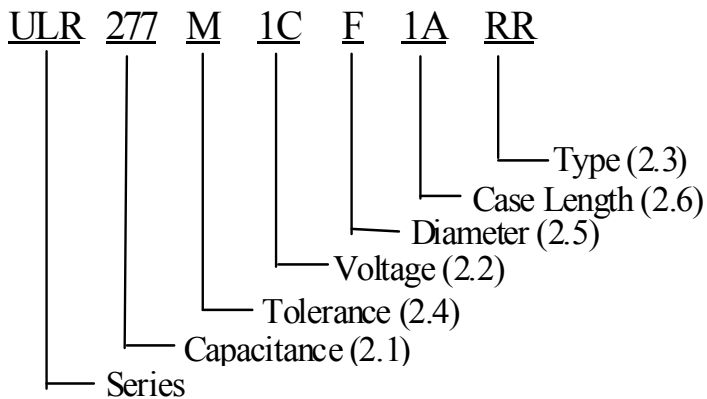 ULR 277 M 1C F 1A RR
Type (2.3)
Case Length (2.6)
Diameter (2.5)
Voltage (2.2)
Tolerance (2.4)
Capacitance (2.1)
Series